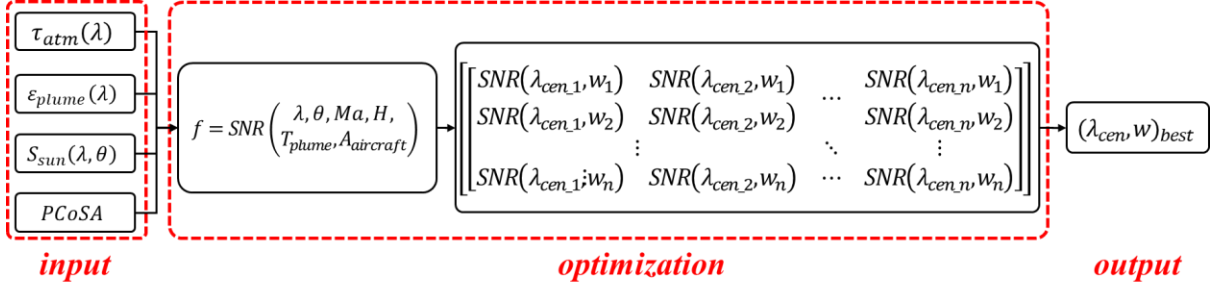 τ_atm(λ)
ε_plume(λ)
S_sun(λ, θ)
PCoSA
f = SNR(λ, θ, Ma, H,
T_plume, A_aircraft)
SNR(λ_cen_1, w_1) SNR(λ_cen_2, w_1) … SNR(λ_cen_n, w_1)
SNR(λ_cen_1, w_2) SNR(λ_cen_2, w_2) SNR(λ_cen_n, w_2)
⋮ ⋱ ⋮
SNR(λ_cen_1⋮w_n) SNR(λ_cen_2, w_n) … SNR(λ_cen_n, w_n)
(λ_cen, w)_best
input
optimization
output